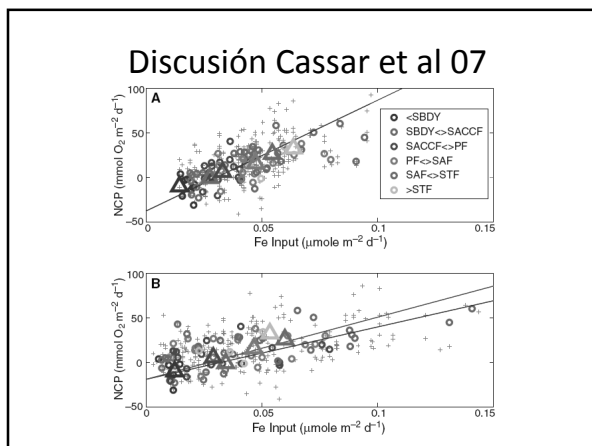 Discusión Cassar et al 07
A
100
50
0
−50
NCP (mmol O₂ m⁻² d⁻¹)
<SBDY
SBDY<>SACCF
SACCF<>PF
PF<>SAF
SAF<>STF
>STF
0
0.05
0.1
0.15
Fe Input (μmole m⁻² d⁻¹)
B
100
50
0
−50
NCP (mmol O₂ m⁻² d⁻¹)
0
0.05
0.1
0.15
Fe Input (μmole m⁻² d⁻¹)